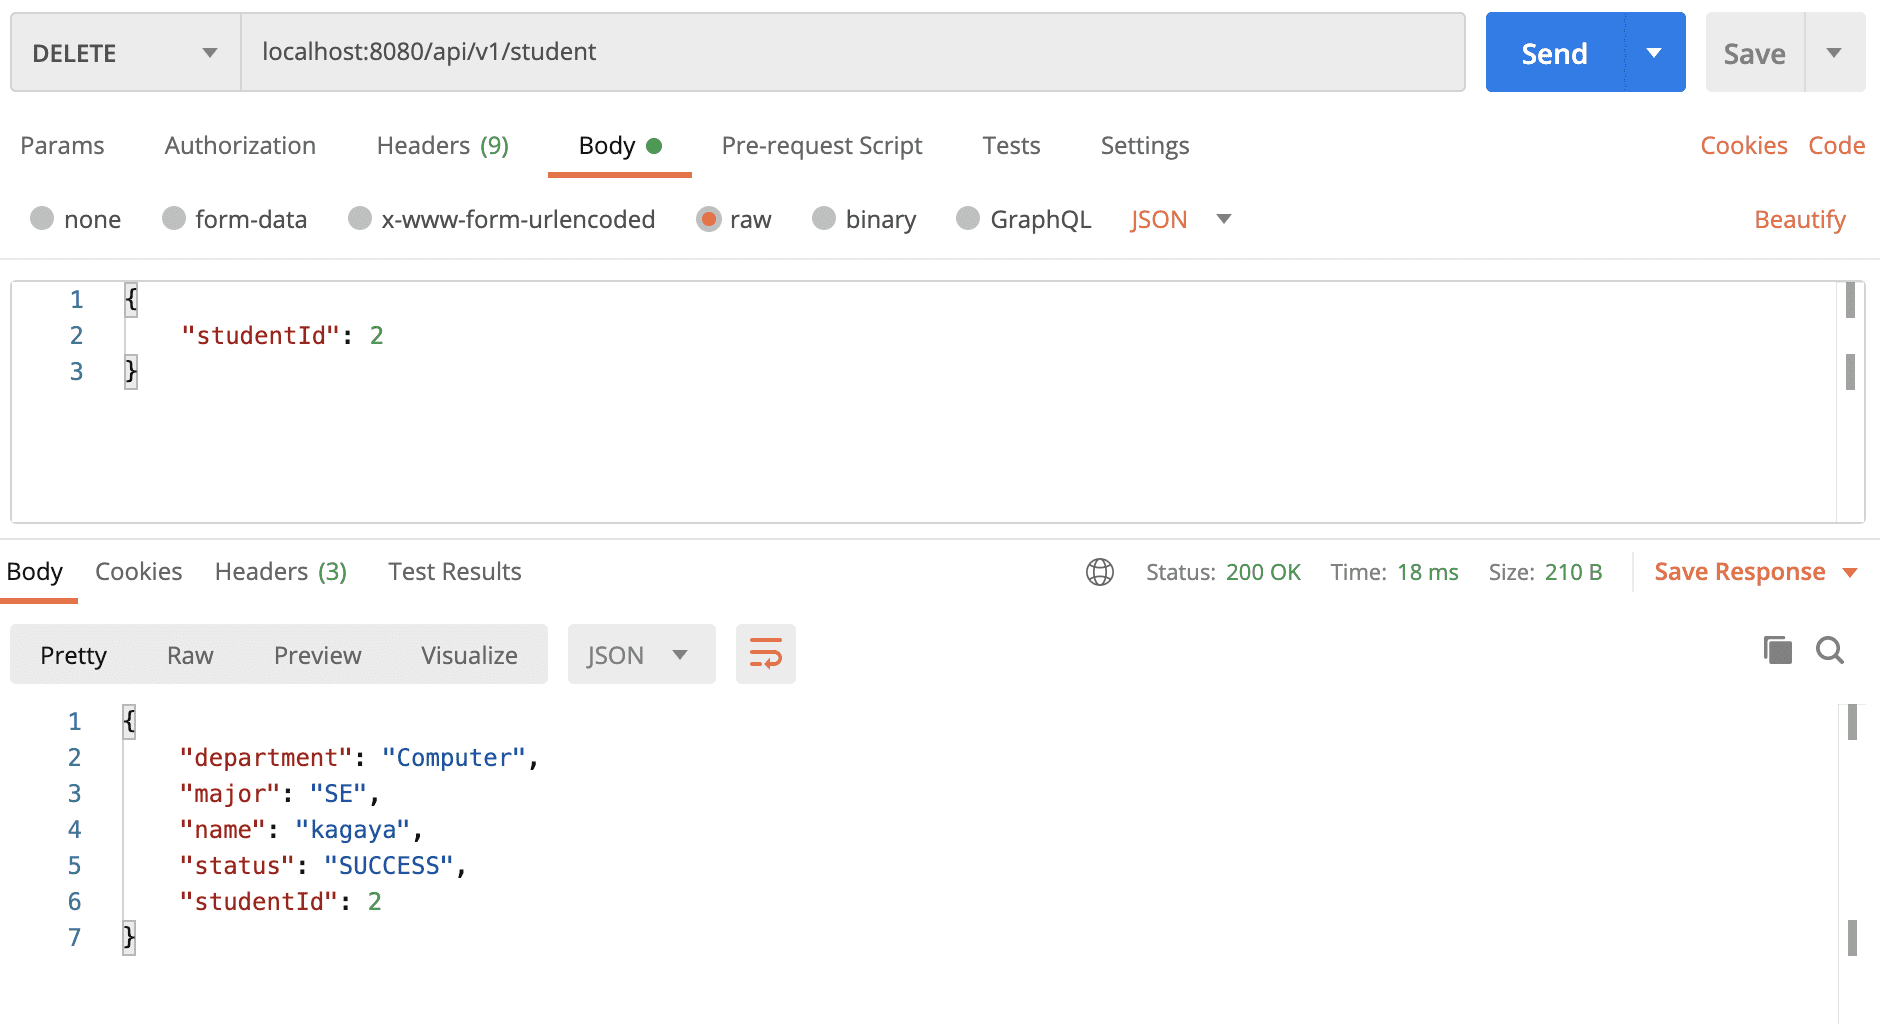 DELETE localhost:8080/api/v1/student Send Save
Params Authorization Headers (9) Body Pre-request Script Tests Settings Cookies Code
none form-data x-www-form-urlencoded raw binary GraphQL JSON Beautify
1 {
2 "studentId": 2
3 }
Body Cookies Headers (3) Test Results Status: 200 OK Time: 18 ms Size: 210 B Save Response
Pretty Raw Preview Visualize JSON
1 {
2 "department": "Computer",
3 "major": "SE",
4 "name": "kagaya",
5 "status": "SUCCESS",
6 "studentId": 2
7 }